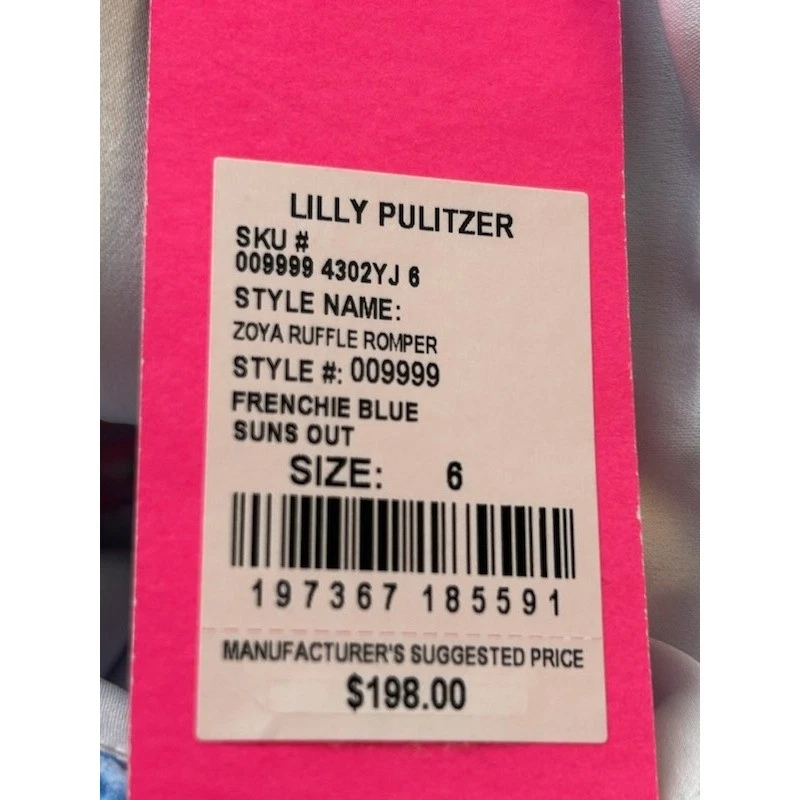 LILLY PULITZER
SKU #
009999 4302YJ 6
STYLE NAME:
ZOYA RUFFLE ROMPER
STYLE #: 009999
FRENCHIE BLUE
SUNS OUT
SIZE: 6
197367 185591
MANUFACTURER'S SUGGESTED PRICE
$198.00